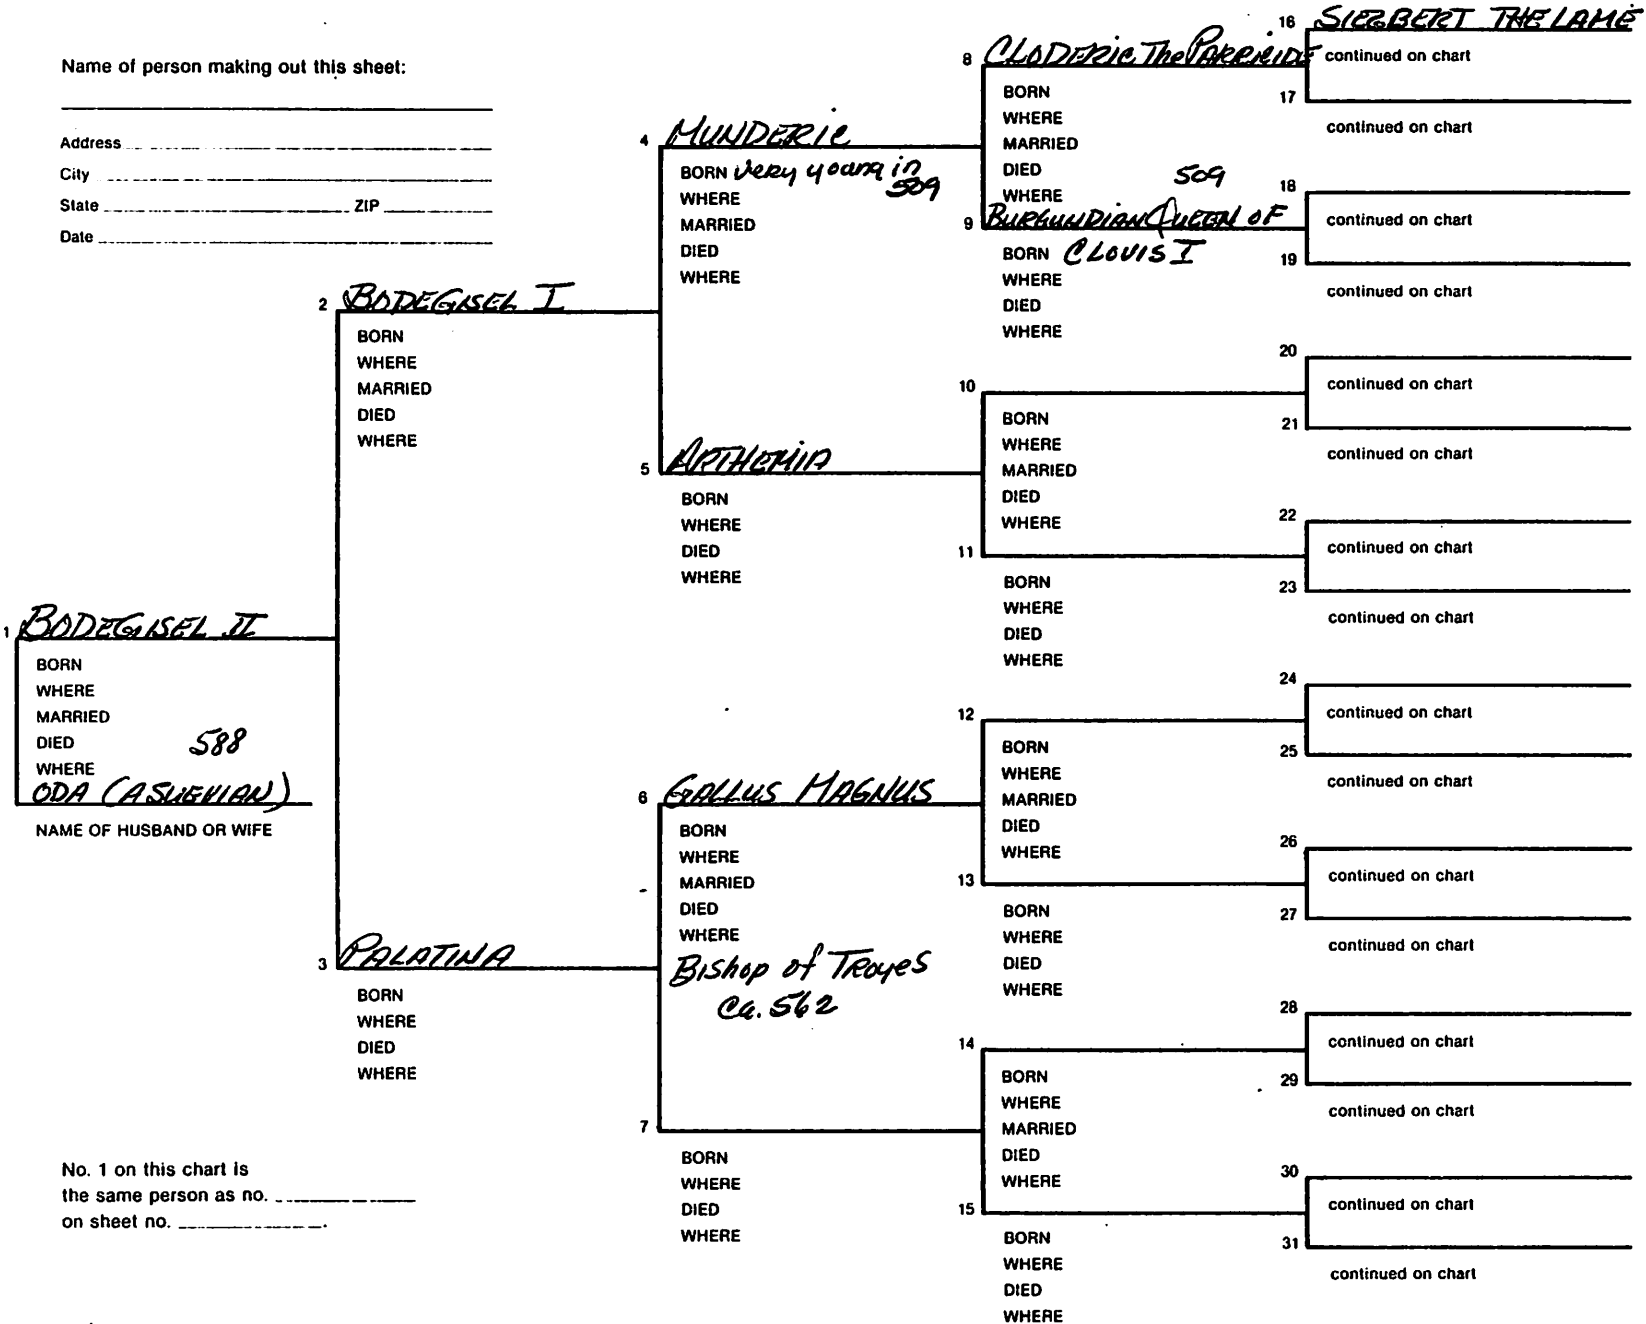 Name of person making out this sheet:
Address
City
State ZIP
Date
1 BODEGISEL II
BORN
WHERE
MARRIED
DIED 588
WHERE
ODA (A SUEVIAN)
NAME OF HUSBAND OR WIFE
No. 1 on this chart is
the same person as no.
on sheet no.
2 BODEGISEL I
BORN
WHERE
MARRIED
DIED
WHERE
3 PALATINA
BORN
WHERE
DIED
WHERE
4 MUNDERIC
BORN very young in
509
WHERE
MARRIED
DIED
WHERE
5 ARTHEMIA
BORN
WHERE
DIED
WHERE
6 GALLUS MAGNUS
BORN
WHERE
MARRIED
DIED
WHERE
Bishop of Troyes
Ca. 562
7
BORN
WHERE
DIED
WHERE
8 CLODERIC The PARRICIDE
BORN
WHERE
MARRIED
DIED 509
WHERE
9 BURGUNDIAN QUEEN OF
BORN CLOVIS I
WHERE
DIED
WHERE
10
BORN
WHERE
MARRIED
DIED
WHERE
11
BORN
WHERE
DIED
WHERE
12
BORN
WHERE
MARRIED
DIED
WHERE
13
BORN
WHERE
DIED
WHERE
14
BORN
WHERE
MARRIED
DIED
WHERE
15
BORN
WHERE
DIED
WHERE
16 SIEGBERT THE LAME
continued on chart
17
continued on chart
18
continued on chart
19
continued on chart
20
continued on chart
21
continued on chart
22
continued on chart
23
continued on chart
24
continued on chart
25
continued on chart
26
continued on chart
27
continued on chart
28
continued on chart
29
continued on chart
30
continued on chart
31
continued on chart